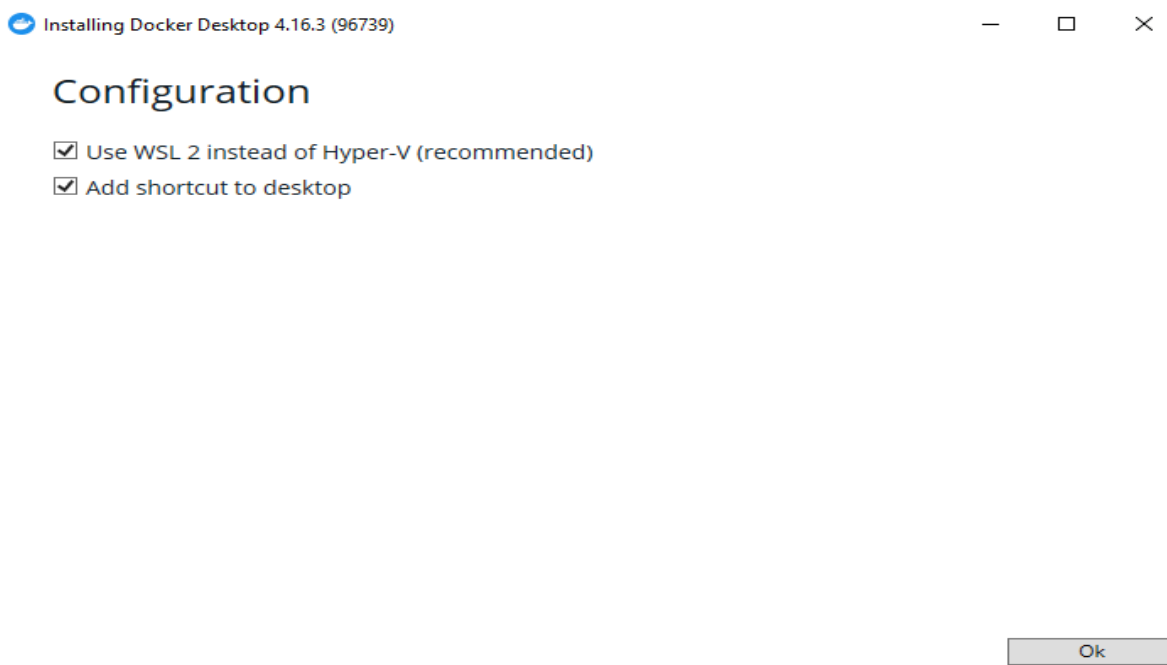 Installing Docker Desktop 4.16.3 (96739)
Configuration
Use WSL 2 instead of Hyper-V (recommended)
Add shortcut to desktop
Ok